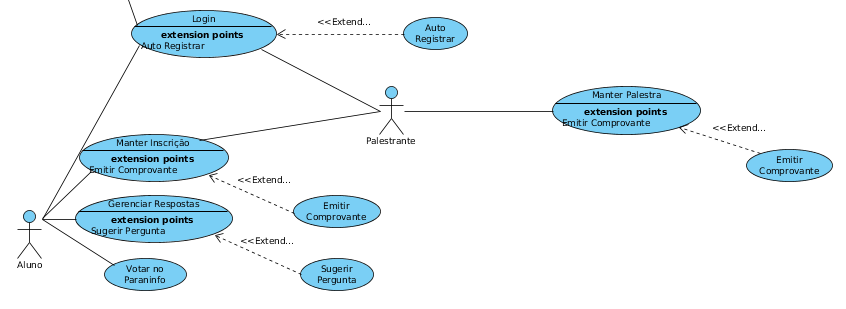 Login
extension points
Auto Registrar
<<Extend...
Auto
Registrar
Palestrante
Manter Palestra
extension points
Emitir Comprovante
<<Extend...
Emitir
Comprovante
Manter Inscrição
extension points
Emitir Comprovante
<<Extend...
Emitir
Comprovante
Gerenciar Respostas
extension points
Sugerir Pergunta
<<Extend...
Sugerir
Pergunta
Aluno
Votar no
Paraninfo